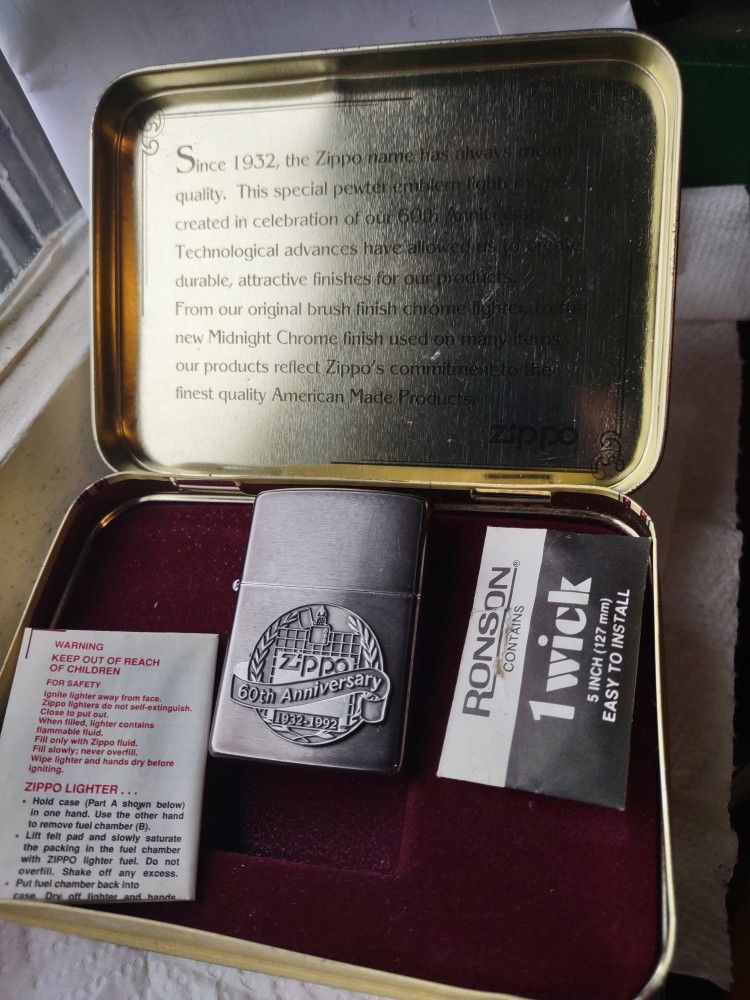 Since 1932, the Zippo name has always meant
quality. This special pewter emblem lighter
created in celebration of our 60th Anniversary.
Technological advances have allowed us to create
durable, attractive finishes for our products.
From our original brush finish chrome lighter, to the
new Midnight Chrome finish used on many items,
our products reflect Zippo's commitment to the
finest quality American Made Products.
zippo
Zippo
60th Anniversary
1932-1992
WARNING
KEEP OUT OF REACH
OF CHILDREN
FOR SAFETY
Ignite lighter away from face.
Zippo lighters do not self-extinguish.
Close to put out.
When filled, lighter contains
flammable fluid.
Fill only with Zippo fluid.
Fill slowly; never overfill.
Wipe lighter and hands dry before
igniting.
ZIPPO LIGHTER . . .
• Hold case (Part A shown below)
in one hand. Use the other hand
to remove fuel chamber (B).
• Lift felt pad and slowly saturate
the packing in the fuel chamber
with ZIPPO lighter fuel. Do not
overfill. Shake off any excess.
• Put fuel chamber back into
case. Dry off lighter and hands
RONSON®
CONTAINS
1 wick
5 INCH (127 mm)
EASY TO INSTALL